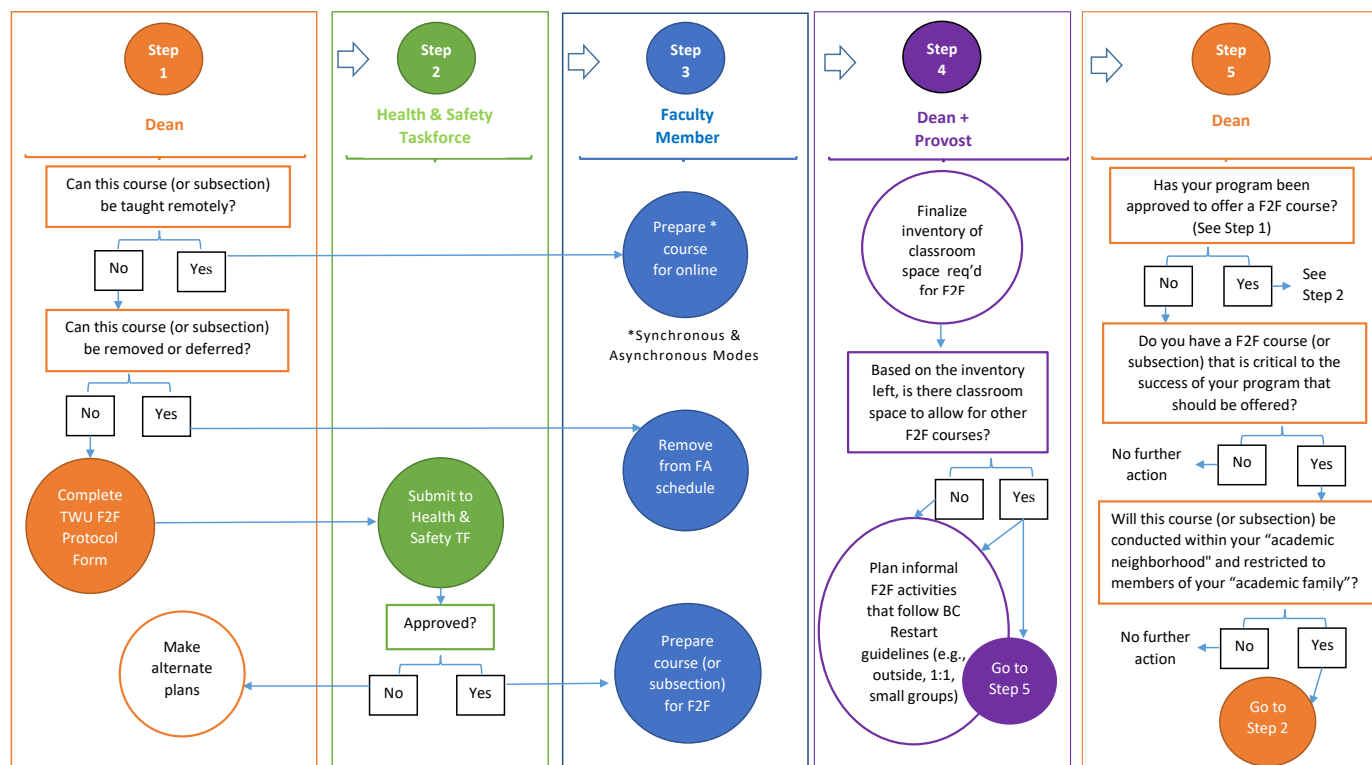 Step
1
Dean
Can this course (or subsection)
be taught remotely?
No
Yes
Can this course (or subsection)
be removed or deferred?
No
Yes
Complete
TWU F2F
Protocol
Form
Make
alternate
plans
Step
2
Health & Safety
Taskforce
Submit to
Health &
Safety TF
Approved?
No
Yes
Step
3
Faculty
Member
Prepare *
course
for online
*Synchronous &
Asynchronous Modes
Remove
from FA
schedule
Prepare
course (or
subsection)
for F2F
Step
4
Dean +
Provost
Finalize
inventory of
classroom
space req’d
for F2F
Based on the inventory
left, is there classroom
space to allow for other
F2F courses?
No
Yes
Plan informal
F2F activities
that follow BC
Restart
guidelines (e.g.,
outside, 1:1,
small groups)
Go to
Step 5
Step
5
Dean
Has your program been
approved to offer a F2F course?
(See Step 1)
No
Yes
See
Step 2
Do you have a F2F course (or
subsection) that is critical to the
success of your program that
should be offered?
No further
action
No
Yes
Will this course (or subsection) be
conducted within your “academic
neighborhood" and restricted to
members of your “academic family”?
No further
action
No
Yes
Go to
Step 2